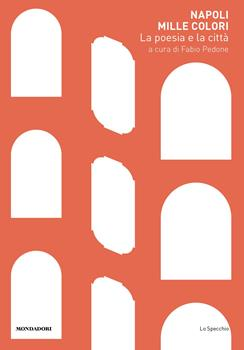 NAPOLI
MILLE COLORI
La poesia e la città
a cura di Fabio Pedone
MONDADORI
Lo Specchio